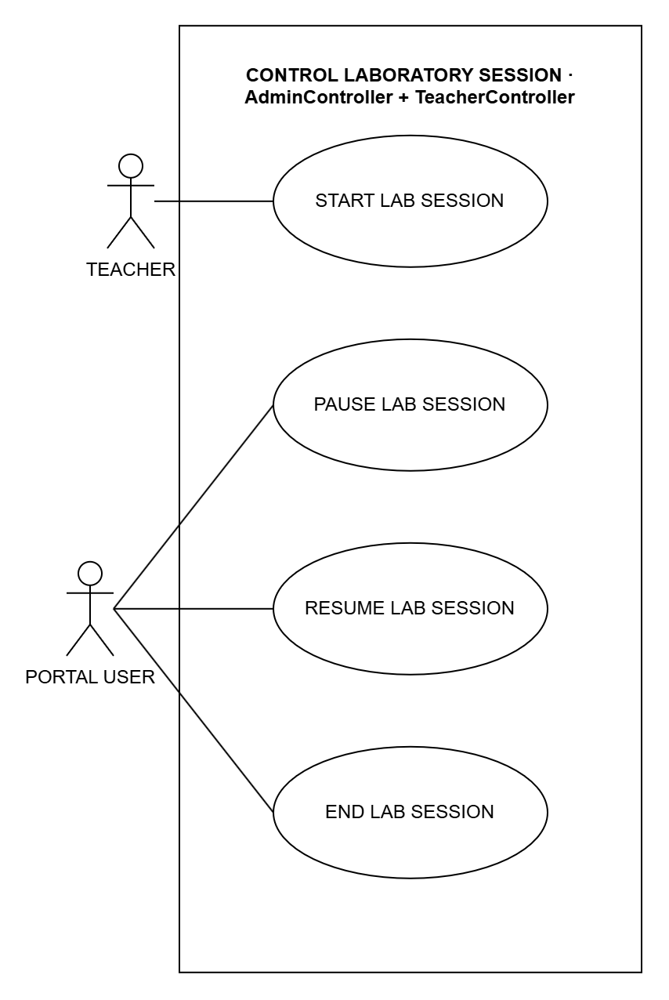 CONTROL LABORATORY SESSION ·
AdminController + TeacherController
START LAB SESSION
TEACHER
PAUSE LAB SESSION
RESUME LAB SESSION
PORTAL USER
END LAB SESSION